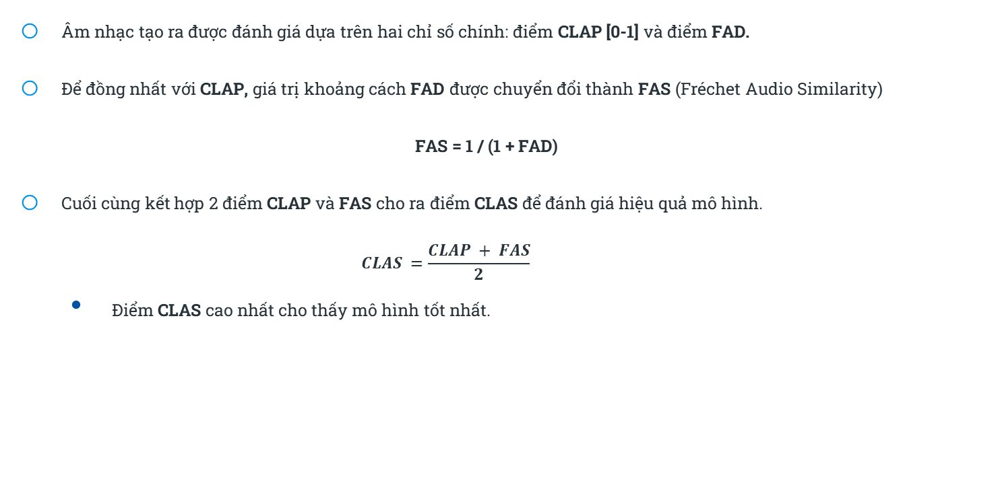 Âm nhạc tạo ra được đánh giá dựa trên hai chỉ số chính: điểm CLAP [0-1] và điểm FAD.
Để đồng nhất với CLAP, giá trị khoảng cách FAD được chuyển đổi thành FAS (Fréchet Audio Similarity)
FAS = 1 / (1 + FAD)
Cuối cùng kết hợp 2 điểm CLAP và FAS cho ra điểm CLAS để đánh giá hiệu quả mô hình.
CLAS = (CLAP + FAS) / 2
Điểm CLAS cao nhất cho thấy mô hình tốt nhất.